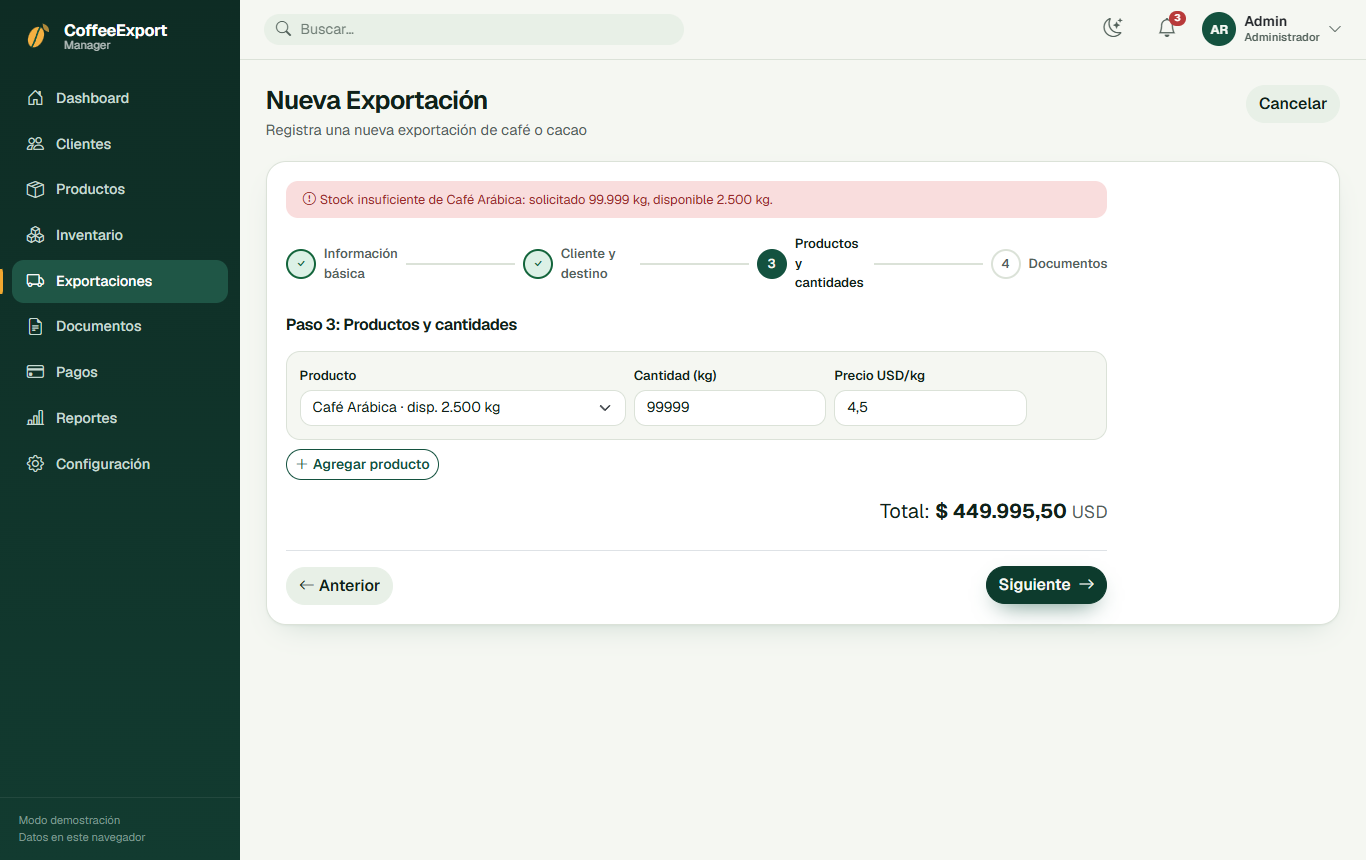 CoffeeExport
Manager
Dashboard
Clientes
Productos
Inventario
Exportaciones
Documentos
Pagos
Reportes
Configuración
Modo demostración
Datos en este navegador
Buscar...
3
AR
Admin
Administrador
Nueva Exportación
Registra una nueva exportación de café o cacao
Cancelar
Stock insuficiente de Café Arábica: solicitado 99.999 kg, disponible 2.500 kg.
Información
básica
Cliente y
destino
3
Productos
y
cantidades
4
Documentos
Paso 3: Productos y cantidades
Producto
Cantidad (kg)
Precio USD/kg
Café Arábica · disp. 2.500 kg
99999
4,5
+ Agregar producto
Total: $ 449.995,50 USD
← Anterior
Siguiente →